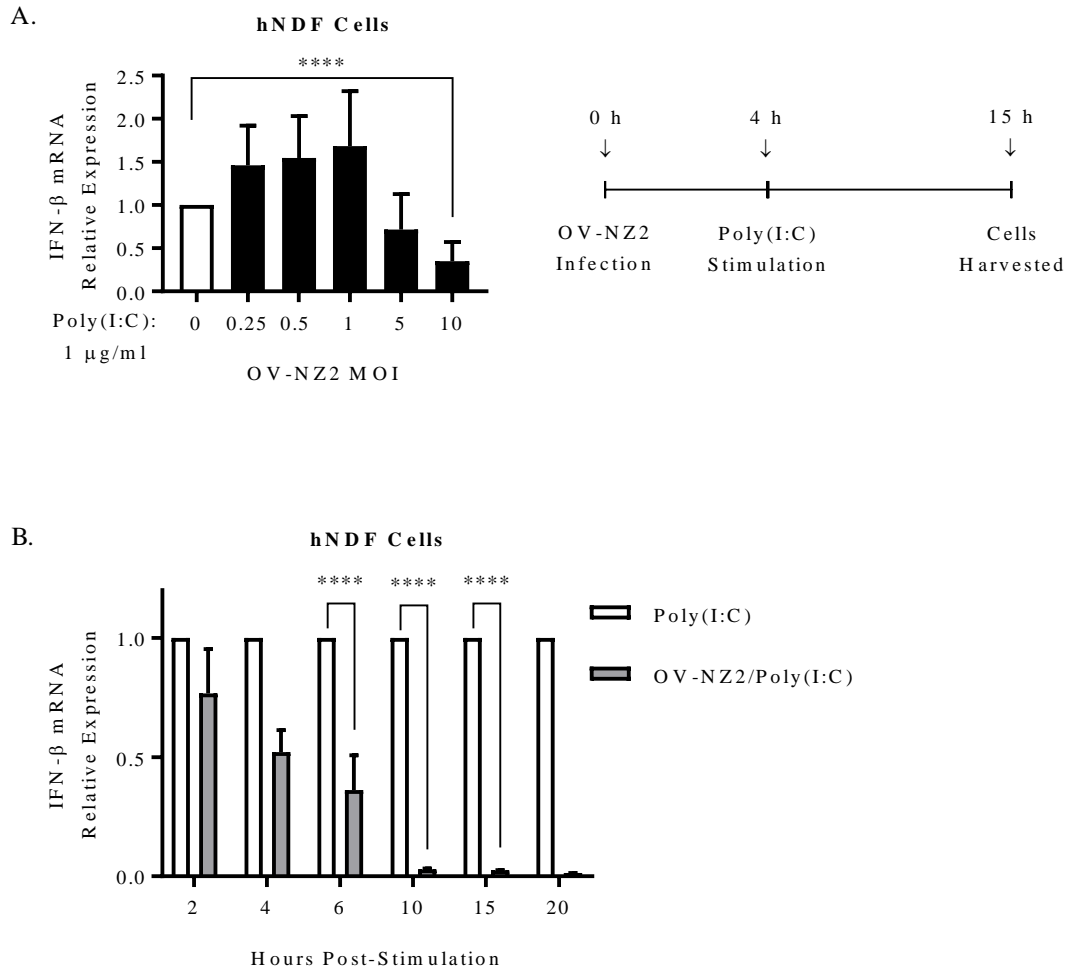 A.
hNDF Cells
****
IFN-β mRNA
Relative Expression
2.5
2.0
1.5
1.0
0.5
0.0
Poly(I:C): 0 0.25 0.5 1 5 10
1 μg/ml
OV-NZ2 MOI
0 h 4 h 15 h
↓ ↓ ↓
OV-NZ2 Poly(I:C) Cells
Infection Stimulation Harvested
B.
hNDF Cells
**** **** ****
IFN-β mRNA
Relative Expression
1.0
0.5
0.0
2 4 6 10 15 20
Hours Post-Stimulation
Poly(I:C)
OV-NZ2/Poly(I:C)